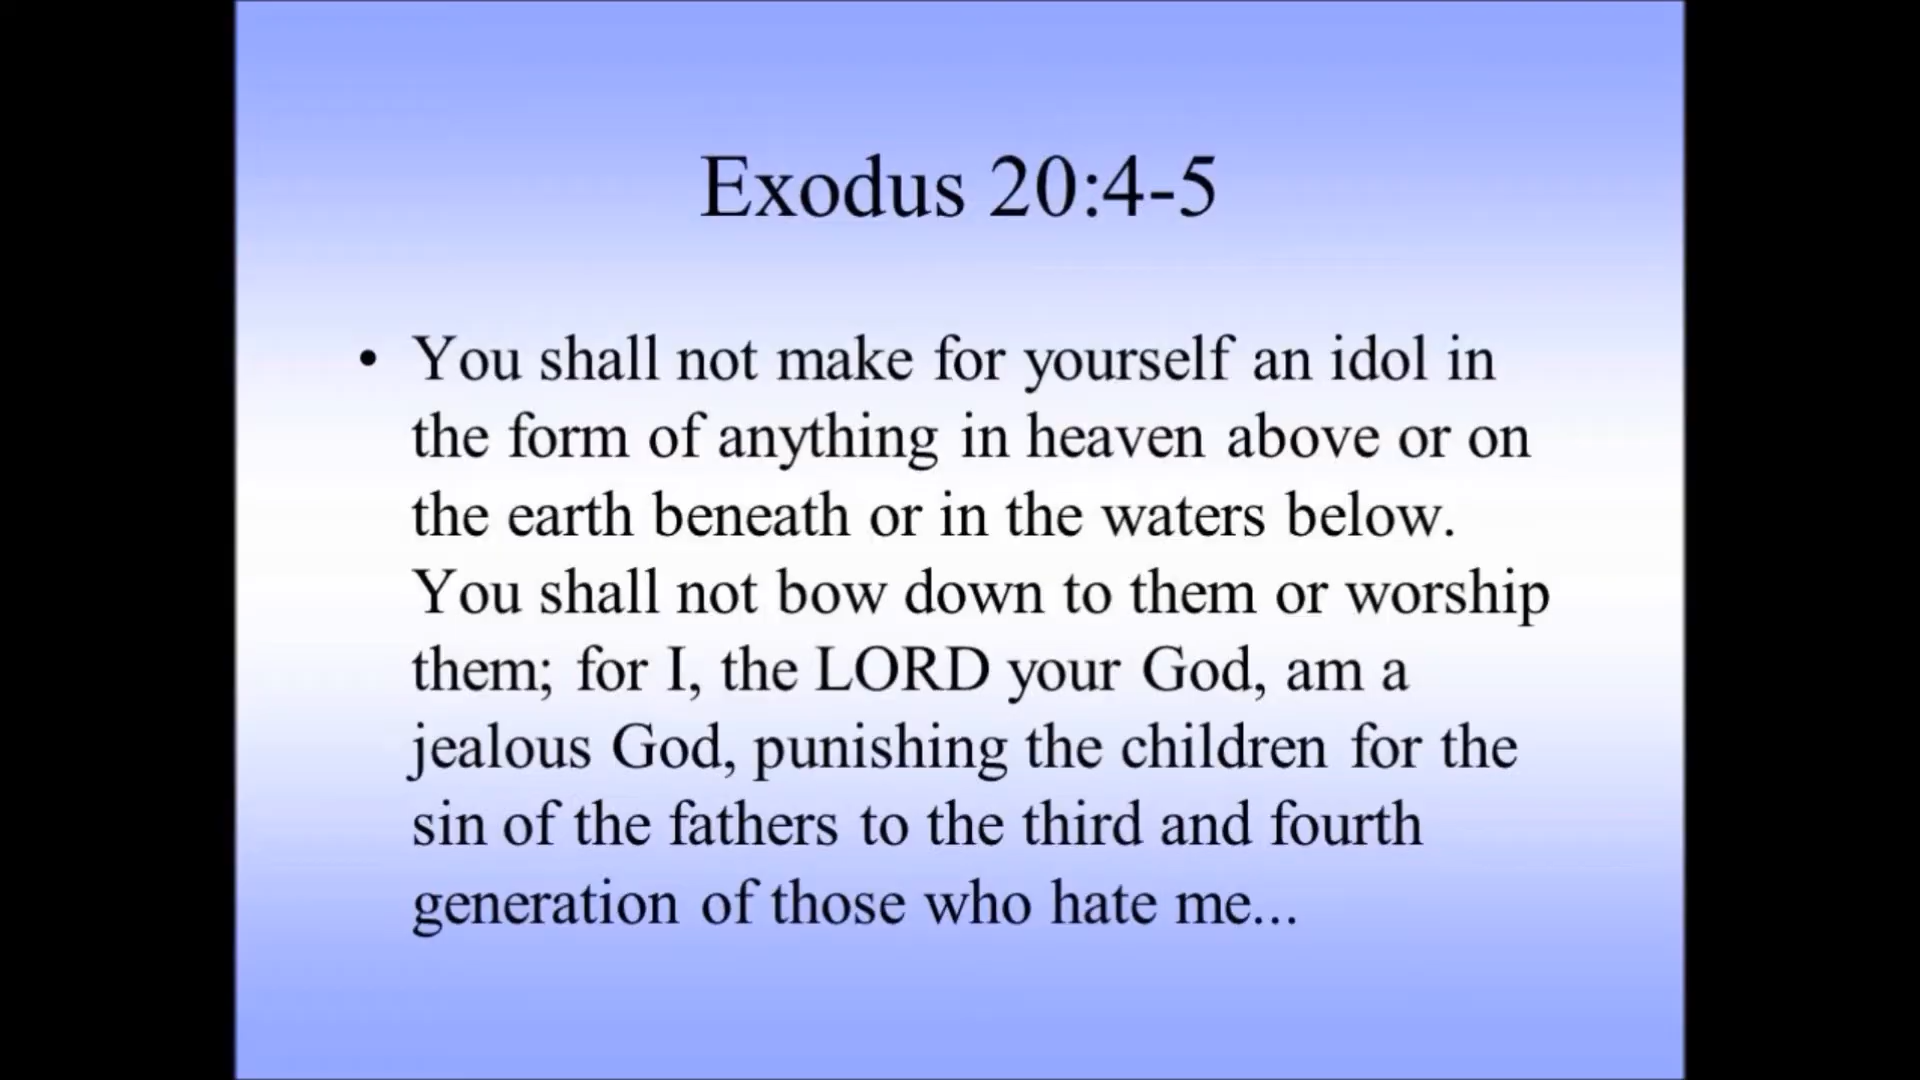 Exodus 20:4-5
• You shall not make for yourself an idol in
the form of anything in heaven above or on
the earth beneath or in the waters below.
You shall not bow down to them or worship
them; for I, the LORD your God, am a
jealous God, punishing the children for the
sin of the fathers to the third and fourth
generation of those who hate me...